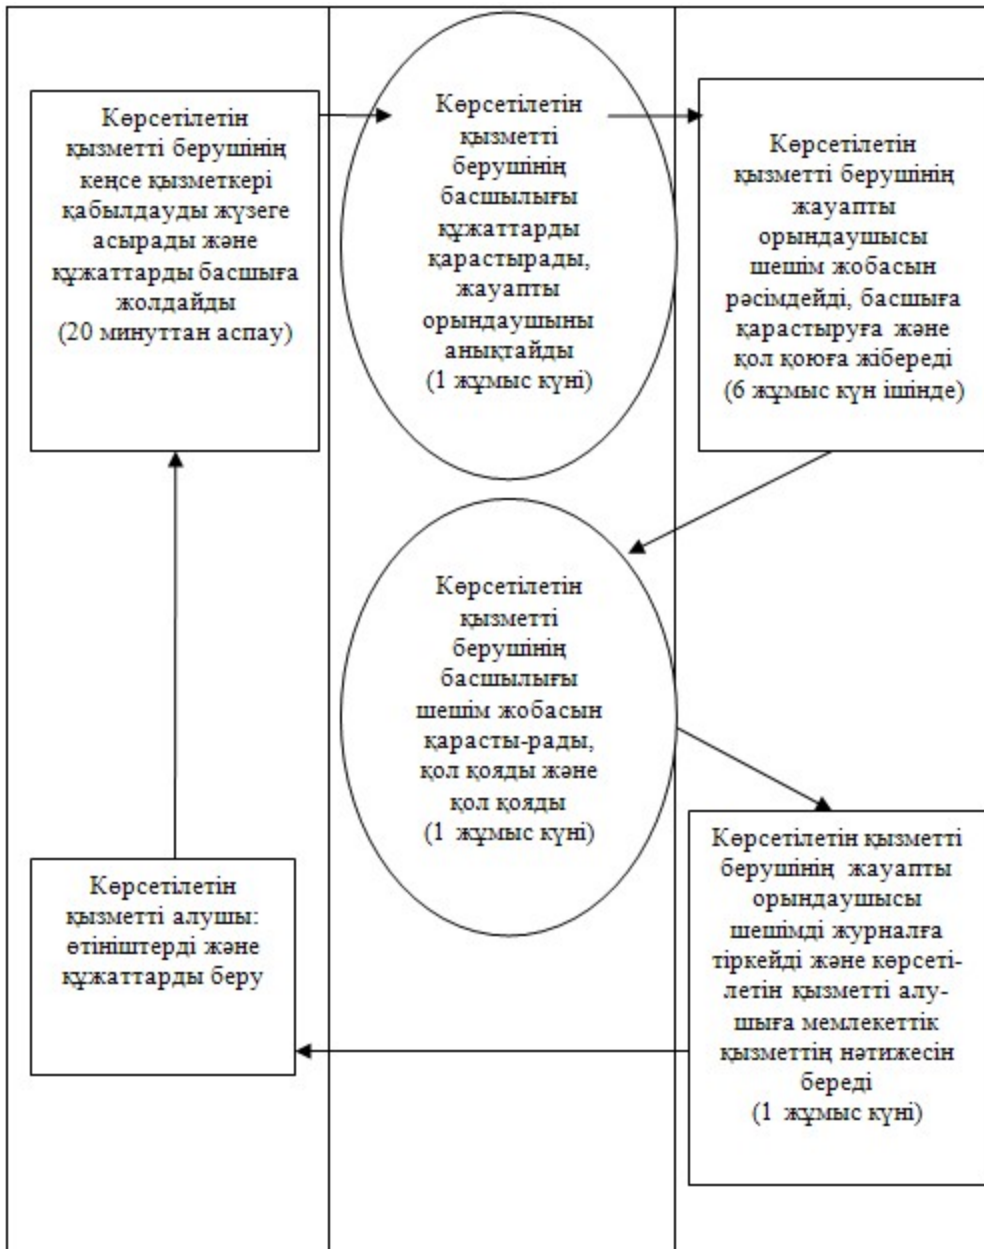 Көрсетілетін
қызметті берушінің
кеңсе қызметкері
қабылдауды жүзеге
асырады және
құжаттарды басшыға
жолдайды
(20 минуттан аспау)
Көрсетілетін
қызметті
берушінің
басшылығы
құжаттарды
қарастырады,
жауапты
орындаушыны
анықтайды
(1 жұмыс күні)
Көрсетілетін
қызметті берушінің
жауапты
орындаушысы
шешім жобасын
рәсімдейді, басшыға
қарастыруға және
қол қоюға жібереді
(6 жұмыс күн ішінде)
Көрсетілетін
қызметті
берушінің
басшылығы
шешім жобасын
қарасты-рады,
қол қояды және
қол қояды
(1 жұмыс күні)
Көрсетілетін қызметті
берушінің жауапты
орындаушысы
шешімді журналға
тіркейді және көрсеті-
летін қызметті алу-
шыға мемлекеттік
қызметтің нәтижесін
береді
(1 жұмыс күні)
Көрсетілетін
қызметті алушы:
өтініштерді және
құжаттарды беру